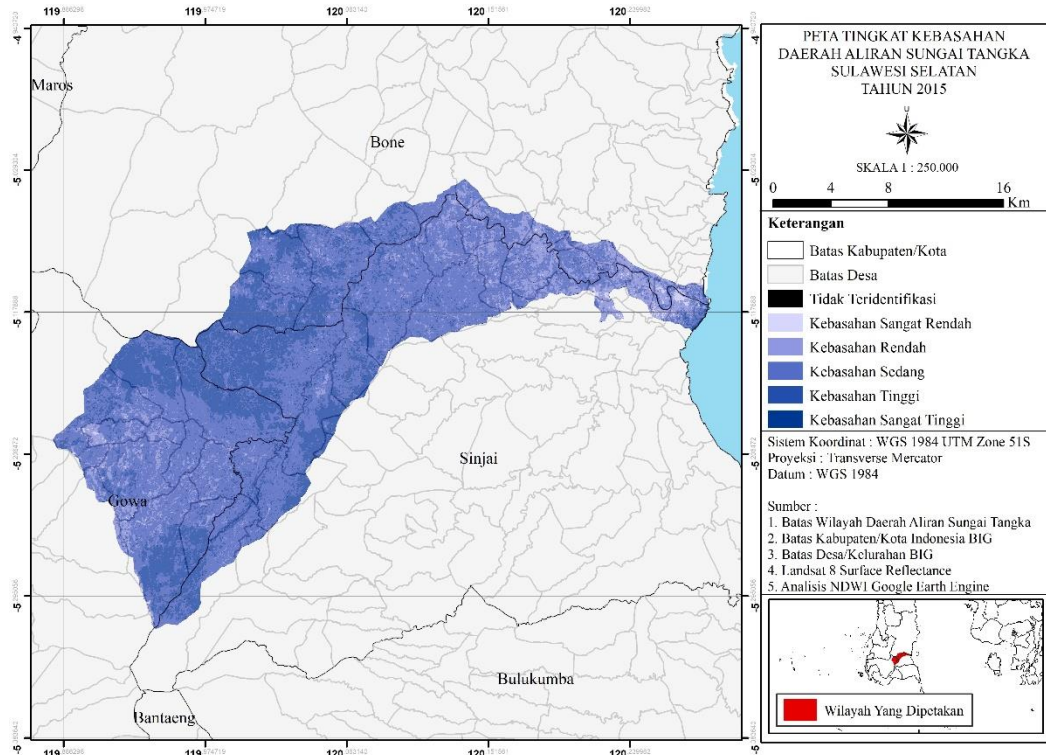 119 120 120 120
Maros
Bone
Sinjai
Gowa
Bulukumba
Bantaeng
119 119 120 120 120
PETA TINGKAT KEBASAHAN
DAERAH ALIRAN SUNGAI TANGKA
SULAWESI SELATAN
TAHUN 2015
SKALA 1 : 250.000
0 4 8 16
Km
Keterangan
Batas Kabupaten/Kota
Batas Desa
Tidak Teridentifikasi
Kebasahan Sangat Rendah
Kebasahan Rendah
Kebasahan Sedang
Kebasahan Tinggi
Kebasahan Sangat Tinggi
Sistem Koordinat : WGS 1984 UTM Zone 51S
Proyeksi : Transverse Mercator
Datum : WGS 1984
Sumber :
1. Batas Wilayah Daerah Aliran Sungai Tangka
2. Batas Kabupaten/Kota Indonesia BIG
3. Batas Desa/Kelurahan BIG
4. Landsat 8 Surface Reflectance
5. Analisis NDWI Google Earth Engine
Wilayah Yang Dipetakan